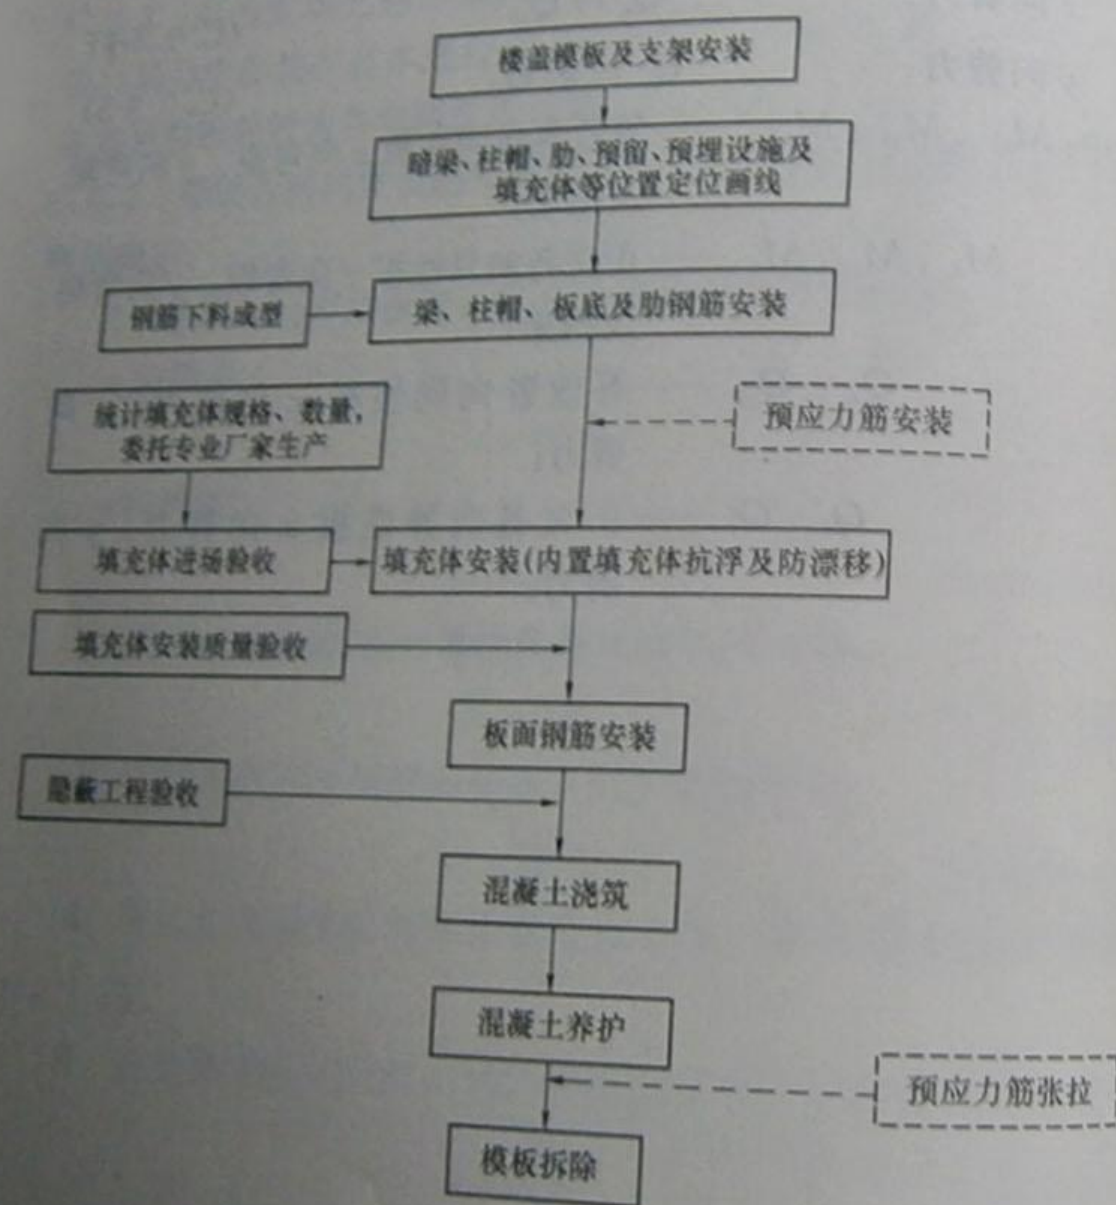 楼盖模板及支架安装
暗梁、柱帽、肋、预留、预埋设施及
填充体等位置定位画线
钢筋下料成型
梁、柱帽、板底及肋钢筋安装
统计填充体规格、数量,
委托专业厂家生产
预应力筋安装
填充体进场验收
填充体安装(内置填充体抗浮及防漂移)
填充体安装质量验收
板面钢筋安装
隐蔽工程验收
混凝土浇筑
混凝土养护
预应力筋张拉
模板拆除